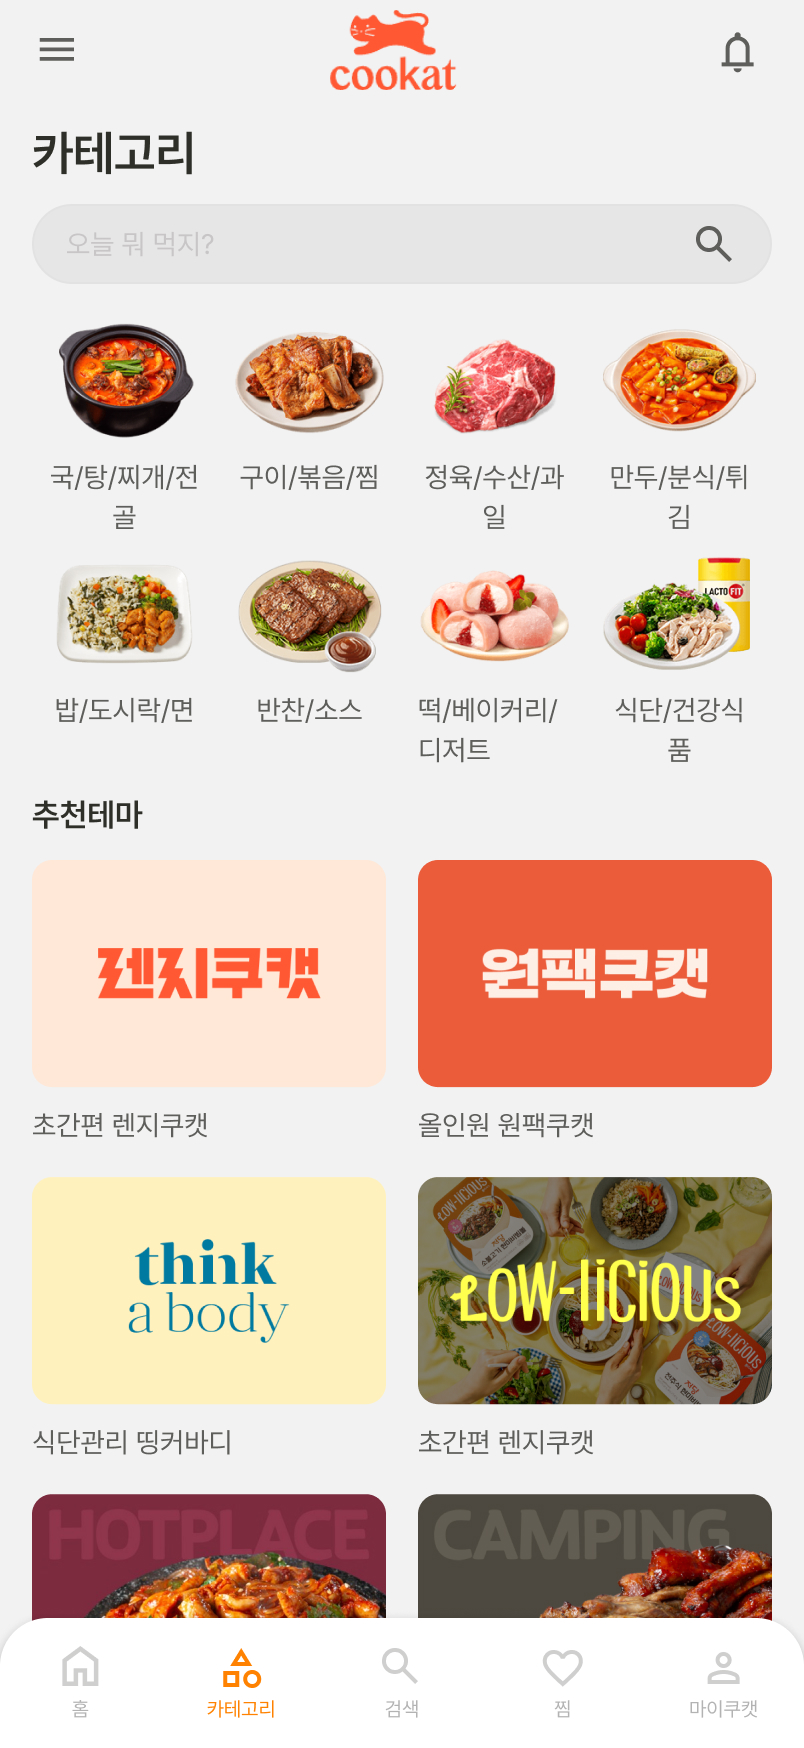 cookat
카테고리
오늘 뭐 먹지?
국/탕/찌개/전
골
구이/볶음/찜
정육/수산/과
일
만두/분식/튀
김
LACTO FIT
밥/도시락/면
반찬/소스
떡/베이커리/
디저트
식단/건강식
품
추천테마
렌지쿠캣
원팩쿠캣
초간편 렌지쿠캣
올인원 원팩쿠캣
think
a body
LOW-liCiOUs
식단관리 띵커바디
초간편 렌지쿠캣
HOTPLACE
CAMPING
홈
카테고리
검색
찜
마이쿠캣